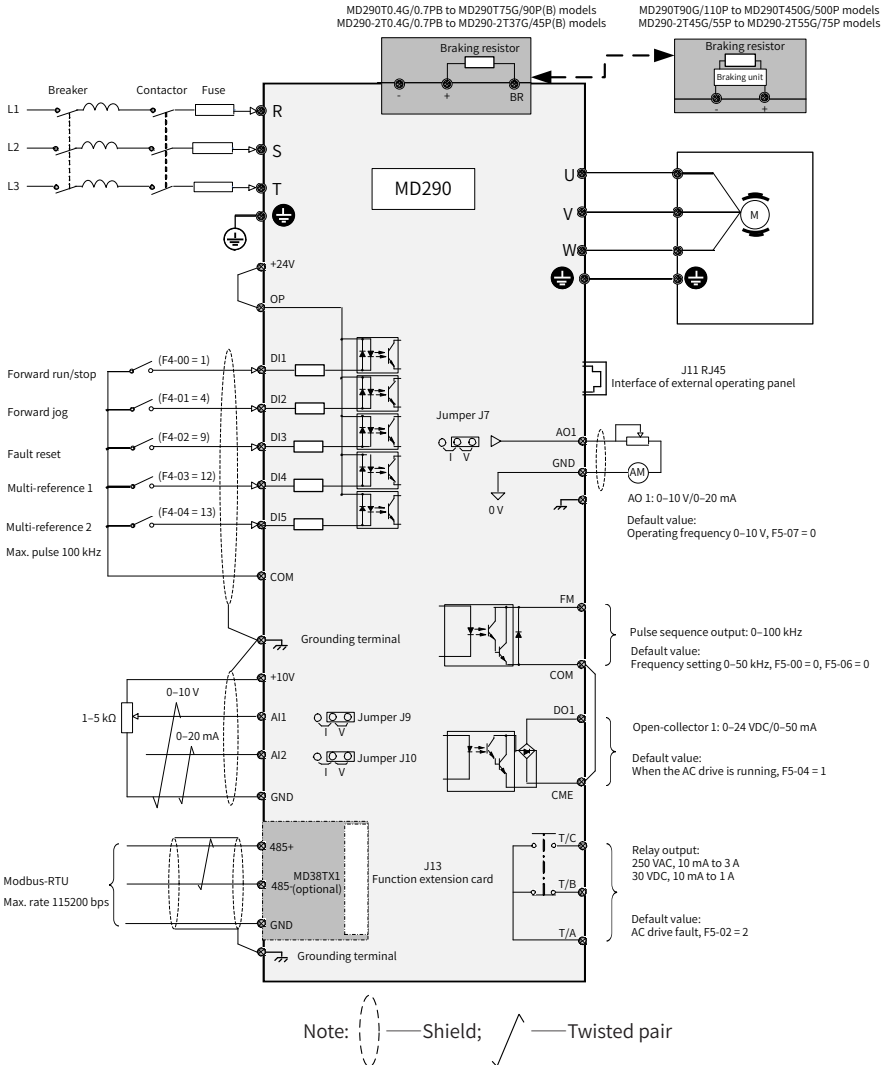 MD290T0.4G/0.7PB to MD290T75G/90P(B) models
MD290-2T0.4G/0.7PB to MD290-2T37G/45P(B) models
MD290T90G/110P to MD290T450G/500P models
MD290-2T45G/55P to MD290-2T55G/75P models
Braking resistor
- + BR
Braking resistor
Braking unit
- +
Breaker Contactor Fuse
L1
R
L2
S
L3
T
MD290
U
V
W
M
+24V
OP
Forward run/stop
(F4-00 = 1)
DI1
Forward jog
(F4-01 = 4)
DI2
Fault reset
(F4-02 = 9)
DI3
Multi-reference 1
(F4-03 = 12)
DI4
Multi-reference 2
(F4-04 = 13)
DI5
Max. pulse 100 kHz
COM
J11 RJ45
Interface of external operating panel
Jumper J7
I V
AO1
GND
0 V
AM
AO 1: 0–10 V/0–20 mA
Default value:
Operating frequency 0–10 V, F5-07 = 0
Grounding terminal
FM
COM
Pulse sequence output: 0–100 kHz
Default value:
Frequency setting 0–50 kHz, F5-00 = 0, F5-06 = 0
+10V
0–10 V
1–5 kΩ
AI1
Jumper J9
I V
0–20 mA
AI2
Jumper J10
I V
GND
DO1
CME
Open-collector 1: 0–24 VDC/0–50 mA
Default value:
When the AC drive is running, F5-04 = 1
Modbus-RTU
Max. rate 115200 bps
485+
485-
GND
MD38TX1
(optional)
J13
Function extension card
Grounding terminal
T/C
T/B
T/A
Relay output:
250 VAC, 10 mA to 3 A
30 VDC, 10 mA to 1 A
Default value:
AC drive fault, F5-02 = 2
Note: Shield; Twisted pair